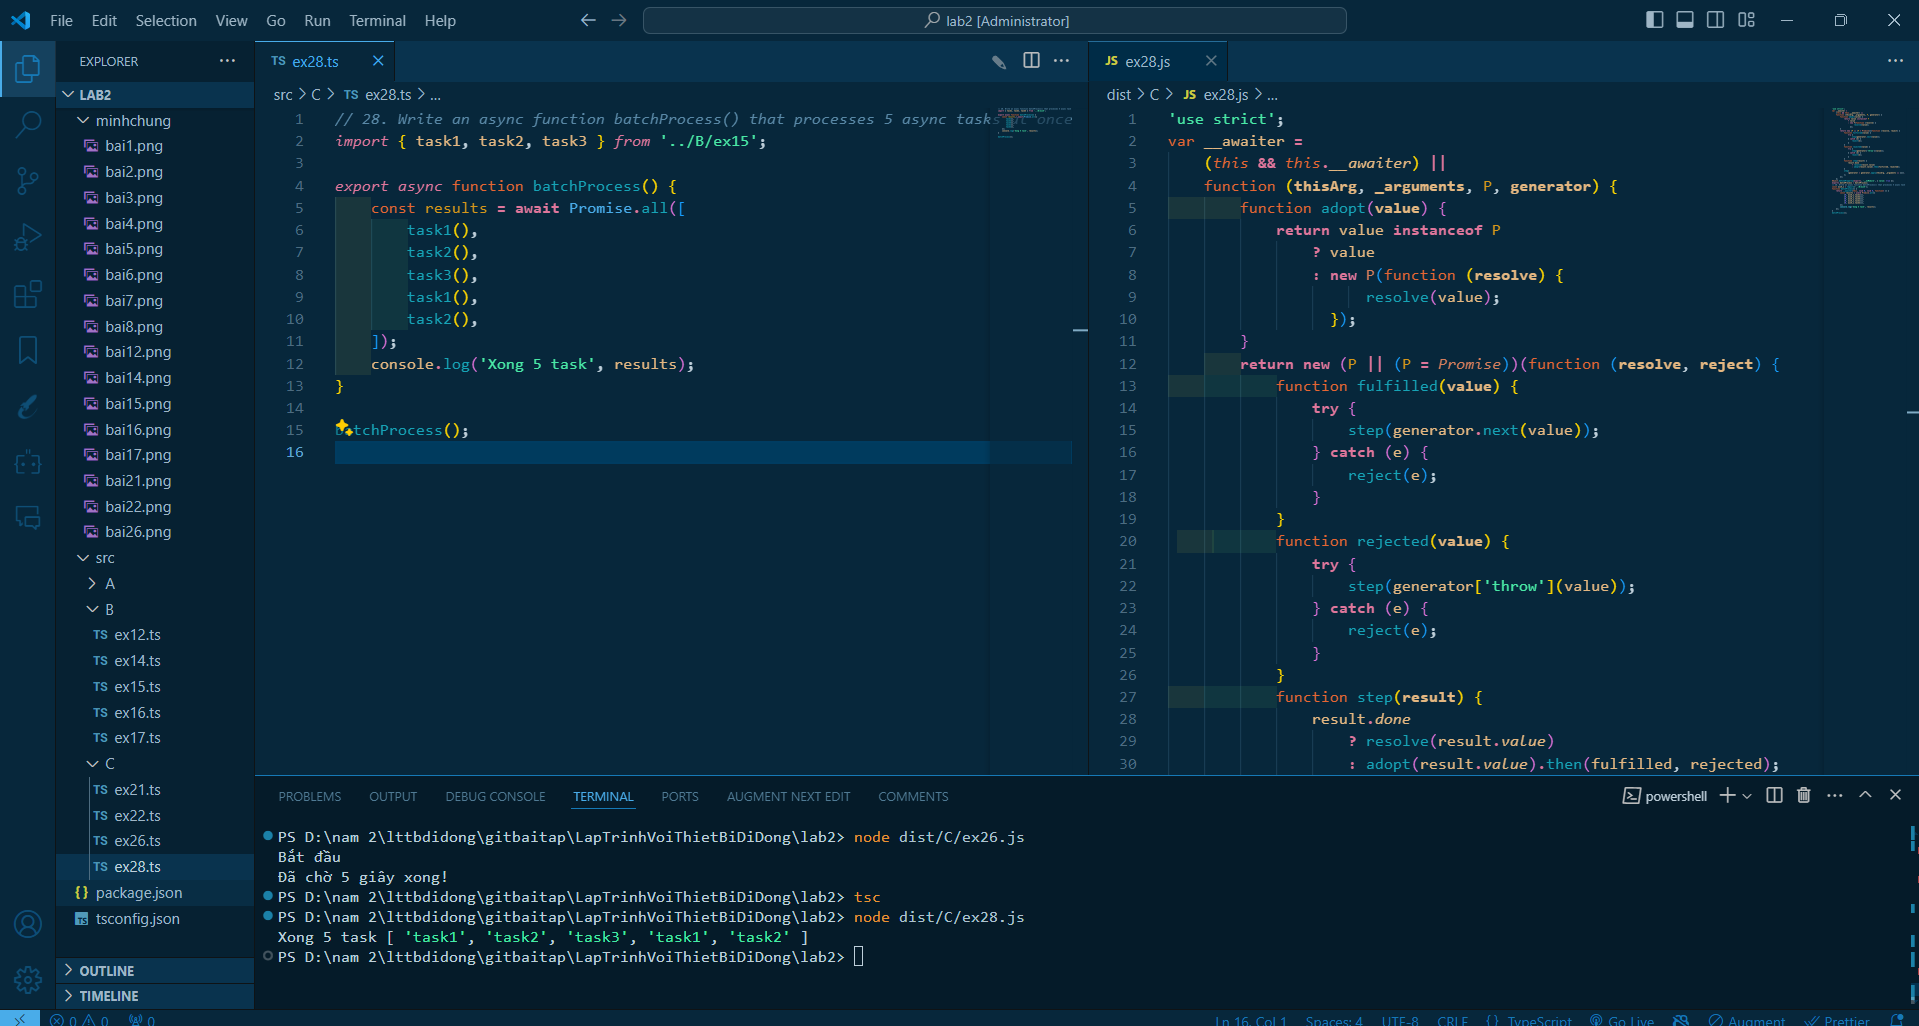 File Edit Selection View Go Run Terminal Help
lab2 [Administrator]
EXPLORER
LAB2
minhchung
bai1.png
bai2.png
bai3.png
bai4.png
bai5.png
bai6.png
bai7.png
bai8.png
bai12.png
bai14.png
bai15.png
bai16.png
bai17.png
bai21.png
bai22.png
bai26.png
src
A
B
TS ex12.ts
TS ex14.ts
TS ex15.ts
TS ex16.ts
TS ex17.ts
C
TS ex21.ts
TS ex22.ts
TS ex26.ts
TS ex28.ts
{} package.json
TS tsconfig.json
OUTLINE
TIMELINE
TS ex28.ts
src > C > TS ex28.ts > ...
1 // 28. Write an async function batchProcess() that processes 5 async tasks at once
2 import { task1, task2, task3 } from '../B/ex15';
3
4 export async function batchProcess() {
5 const results = await Promise.all([
6 task1(),
7 task2(),
8 task3(),
9 task1(),
10 task2(),
11 ]);
12 console.log('Xong 5 task', results);
13 }
14
15 batchProcess();
16
JS ex28.js
dist > C > JS ex28.js > ...
1 'use strict';
2 var __awaiter =
3 (this && this.__awaiter) ||
4 function (thisArg, _arguments, P, generator) {
5 function adopt(value) {
6 return value instanceof P
7 ? value
8 : new P(function (resolve) {
9 resolve(value);
10 });
11 }
12 return new (P || (P = Promise))(function (resolve, reject) {
13 function fulfilled(value) {
14 try {
15 step(generator.next(value));
16 } catch (e) {
17 reject(e);
18 }
19 }
20 function rejected(value) {
21 try {
22 step(generator['throw'](value));
23 } catch (e) {
24 reject(e);
25 }
26 }
27 function step(result) {
28 result.done
29 ? resolve(result.value)
30 : adopt(result.value).then(fulfilled, rejected);
PROBLEMS OUTPUT DEBUG CONSOLE TERMINAL PORTS AUGMENT NEXT EDIT COMMENTS
powershell
PS D:\nam 2\lttbdidong\gitbaitap\LapTrinhVoiThietBiDiDong\lab2> node dist/C/ex26.js
Bắt đầu
Đã chờ 5 giây xong!
PS D:\nam 2\lttbdidong\gitbaitap\LapTrinhVoiThietBiDiDong\lab2> tsc
PS D:\nam 2\lttbdidong\gitbaitap\LapTrinhVoiThietBiDiDong\lab2> node dist/C/ex28.js
Xong 5 task [ 'task1', 'task2', 'task3', 'task1', 'task2' ]
PS D:\nam 2\lttbdidong\gitbaitap\LapTrinhVoiThietBiDiDong\lab2>
0 0 0
Ln 16, Col 1 Spaces: 4 UTF-8 CRLF {} TypeScript Go Live Augment Prettier